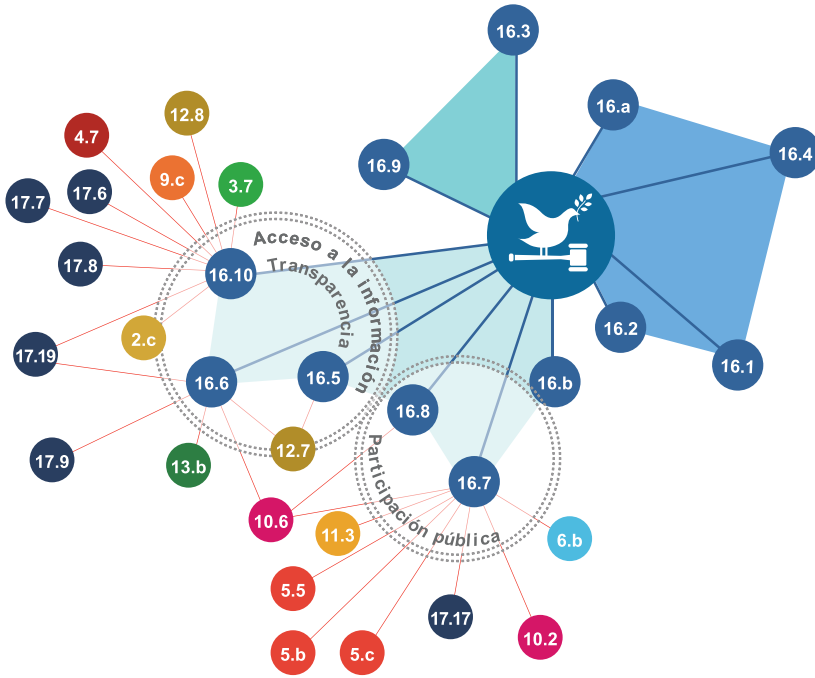 16.3
16.a
12.8
4.7
16.4
16.9
9.c
3.7
17.6
17.7
Acceso a la información
17.8
16.10
Transparencia
16.2
2.c
17.19
16.1
16.5
16.6
16.b
16.8
12.7
17.9
13.b
Participación pública
16.7
10.6
11.3
6.b
5.5
17.17
10.2
5.b
5.c